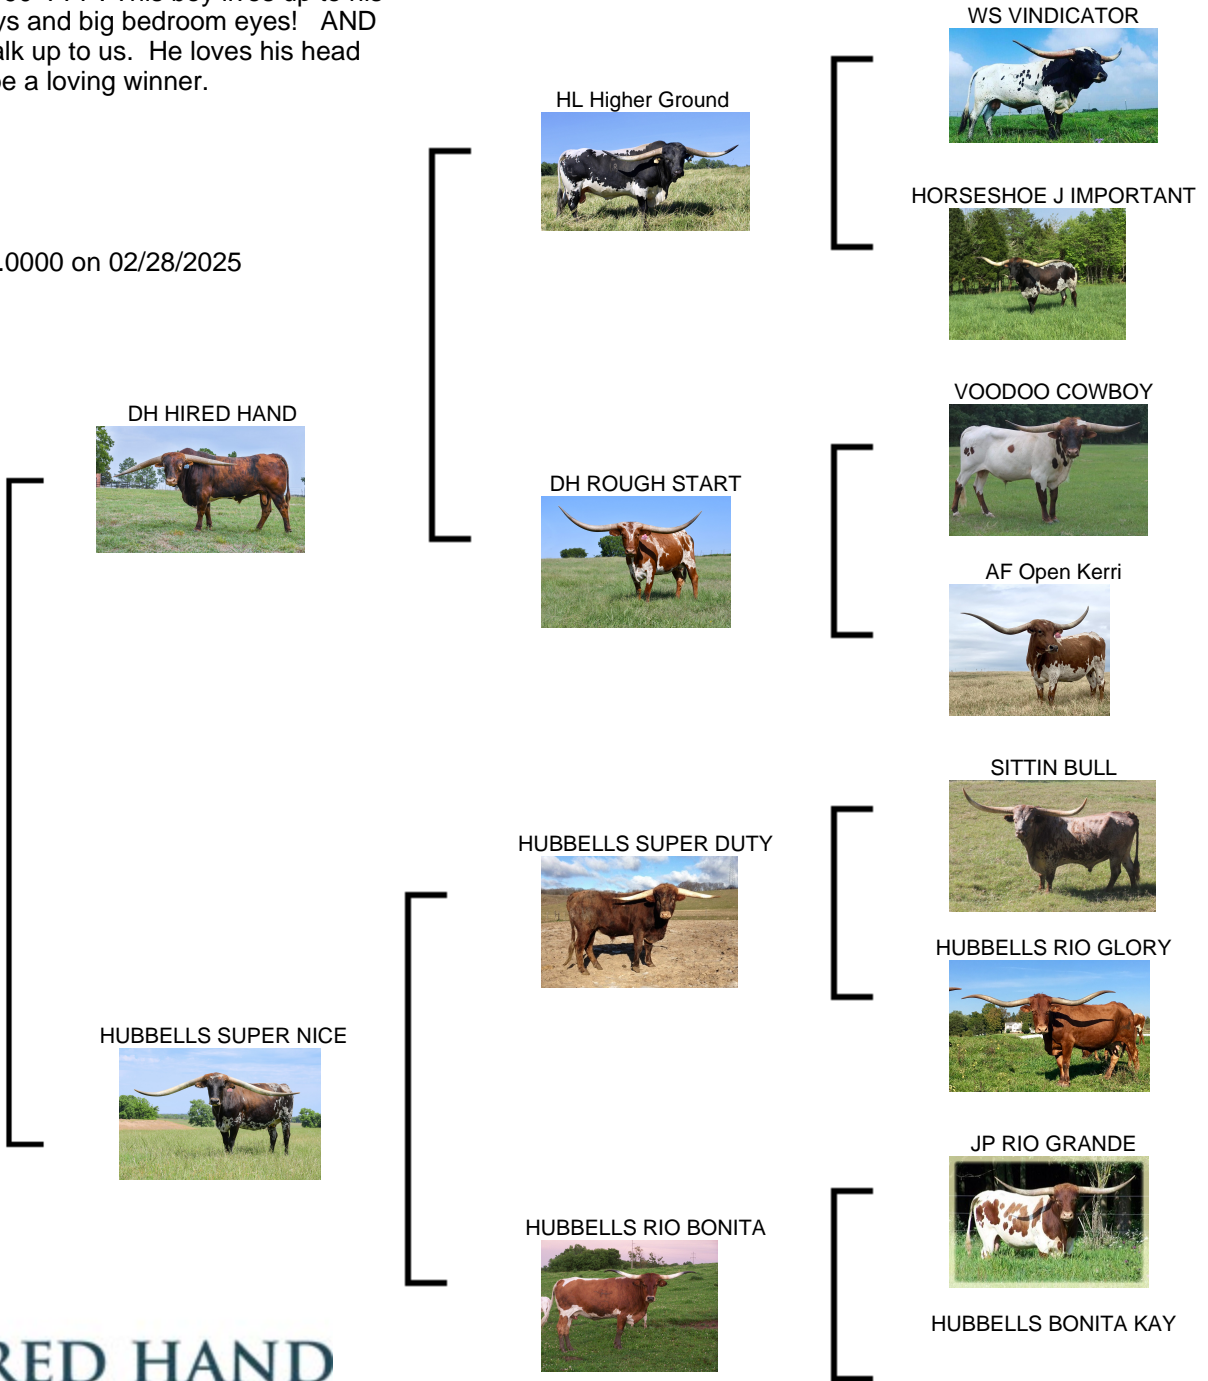 and big bedroom eyes! AND
up to us. He loves his head
a loving winner.
.0000 on 02/28/2025
WS VINDICATOR
HL Higher Ground
HORSESHOE J IMPORTANT
DH HIRED HAND
VOODOO COWBOY
DH ROUGH START
AF Open Kerri
SITTIN BULL
HUBBELLS SUPER DUTY
HUBBELLS RIO GLORY
HUBBELLS SUPER NICE
JP RIO GRANDE
HUBBELLS RIO BONITA
HUBBELLS BONITA KAY
RED HAND